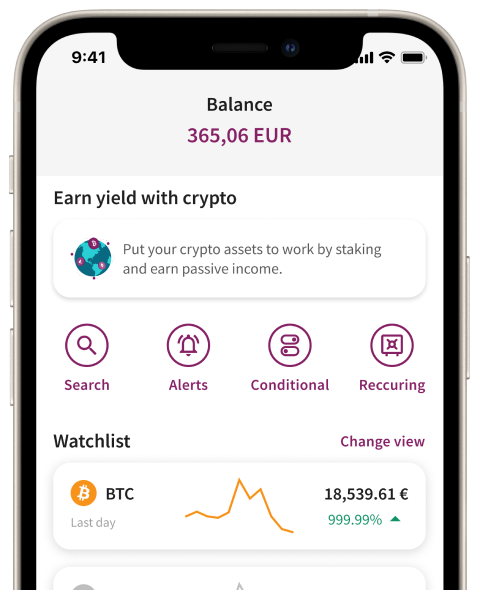 9:41
Balance
365,06 EUR
Earn yield with crypto
Put your crypto assets to work by staking
and earn passive income.
Search
Alerts
Conditional
Reccuring
Watchlist
Change view
BTC
18,539.61 €
Last day
999.99%